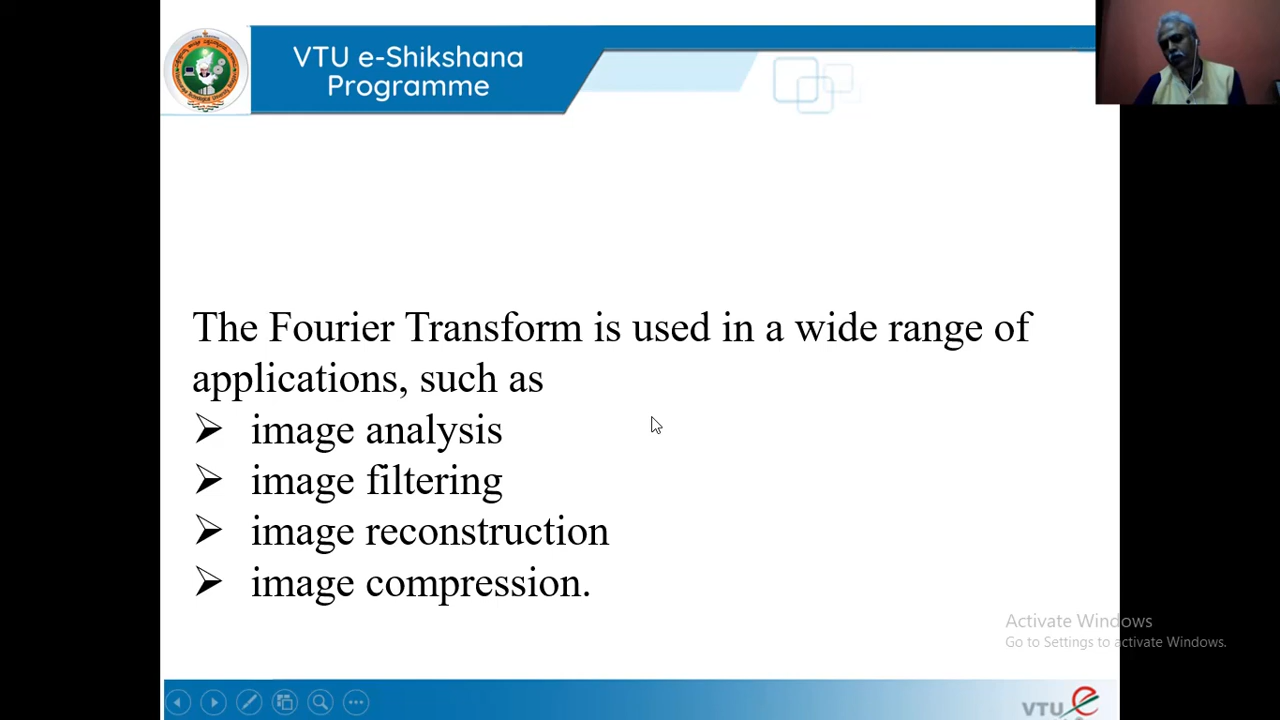 VTU e-Shikshana
Programme
The Fourier Transform is used in a wide range of
applications, such as
➢ image analysis
➢ image filtering
➢ image reconstruction
➢ image compression.
Activate Windows
Go to Settings to activate Windows.
VTU e